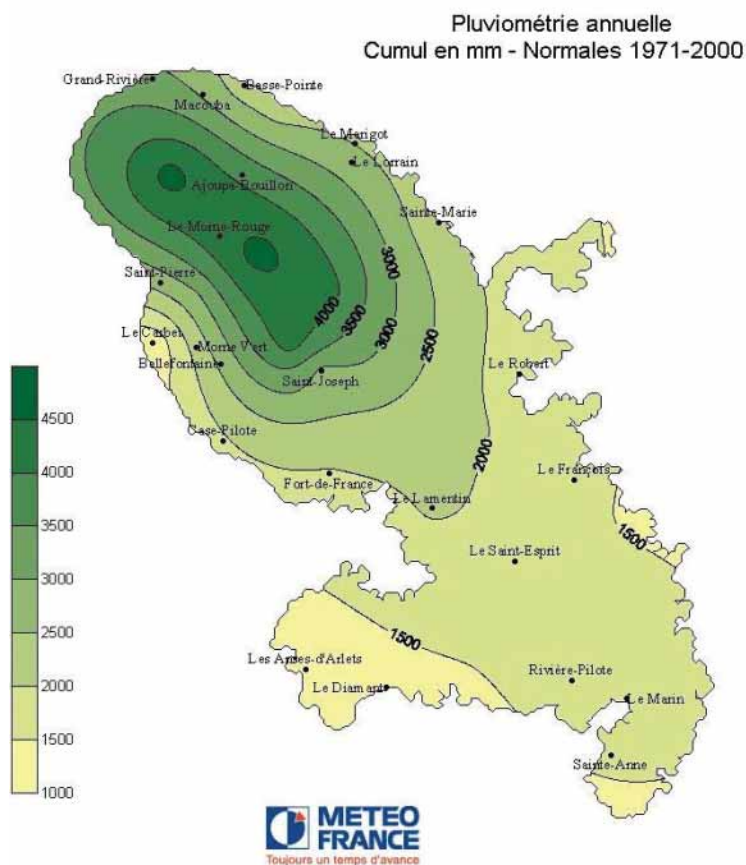 Pluviométrie annuelle
Cumul en mm - Normales 1971-2000
Grand-Rivière
Basse-Pointe
Macouba
Le Marigot
Le Lorrain
Ajoupa-Bouillon
Sainte-Marie
Le Morne-Rouge
3000
Saint-Pierre
4000
3500
3000
2500
Le Carbet
Morne Vert
Bellefontaine
Saint-Joseph
Le Robert
4500
Case-Pilote
2000
4000
Fort-de-France
Le François
Le Lamentin
3500
1500
Le Saint-Esprit
3000
2500
1500
Les Anses-d'Arlets
Rivière-Pilote
2000
Le Diamant
Le Marin
1500
Sainte-Anne
1000
METEO
FRANCE
Toujours un temps d'avance